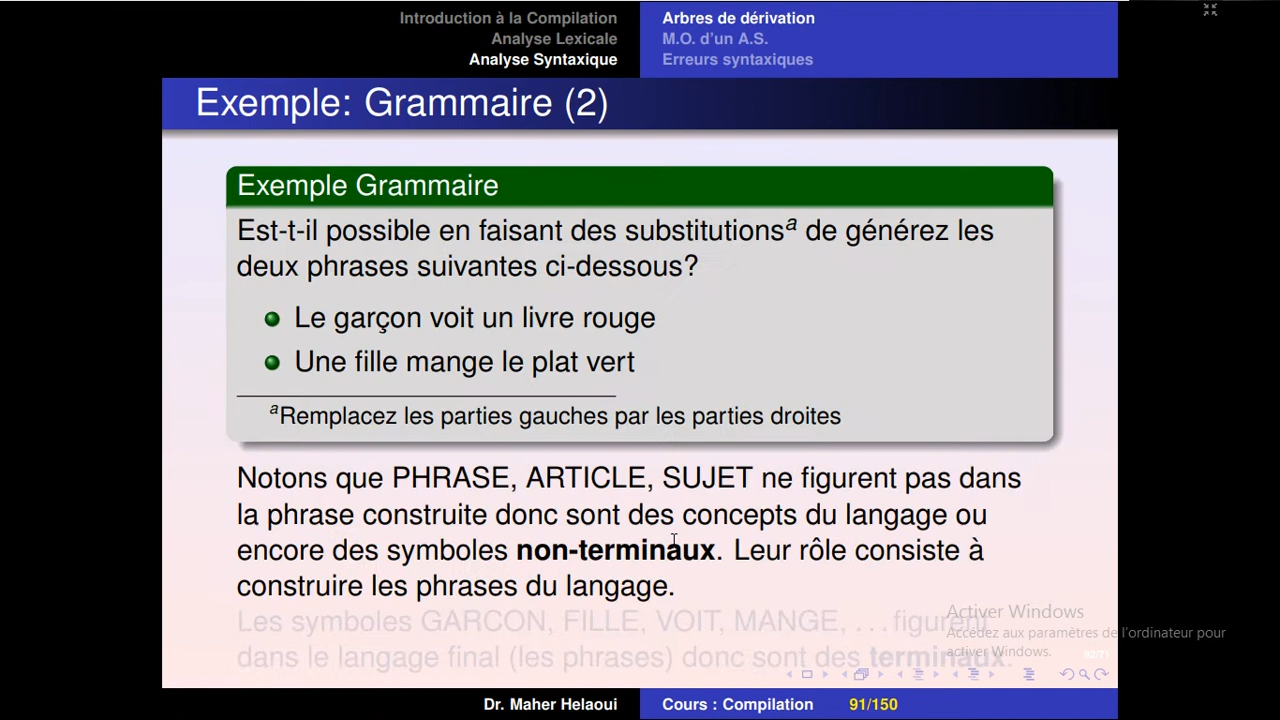 Introduction à la Compilation
Analyse Lexicale
Analyse Syntaxique
Arbres de dérivation
M.O. d'un A.S.
Erreurs syntaxiques
Exemple: Grammaire (2)
Exemple Grammaire
Est-t-il possible en faisant des substitutionsa de générez les
deux phrases suivantes ci-dessous?
Le garçon voit un livre rouge
Une fille mange le plat vert
aRemplacez les parties gauches par les parties droites
Notons que PHRASE, ARTICLE, SUJET ne figurent pas dans
la phrase construite donc sont des concepts du langage ou
encore des symboles non-terminaux. Leur rôle consiste à
construire les phrases du langage.
Les symboles GARCON, FILLE, VOIT, MANGE, ... figurent
dans le langage final (les phrases) donc sont des terminaux.
Activer Windows
Accédez aux paramètres de l'ordinateur pour
activer Windows.
Dr. Maher Helaoui
Cours : Compilation
91/150